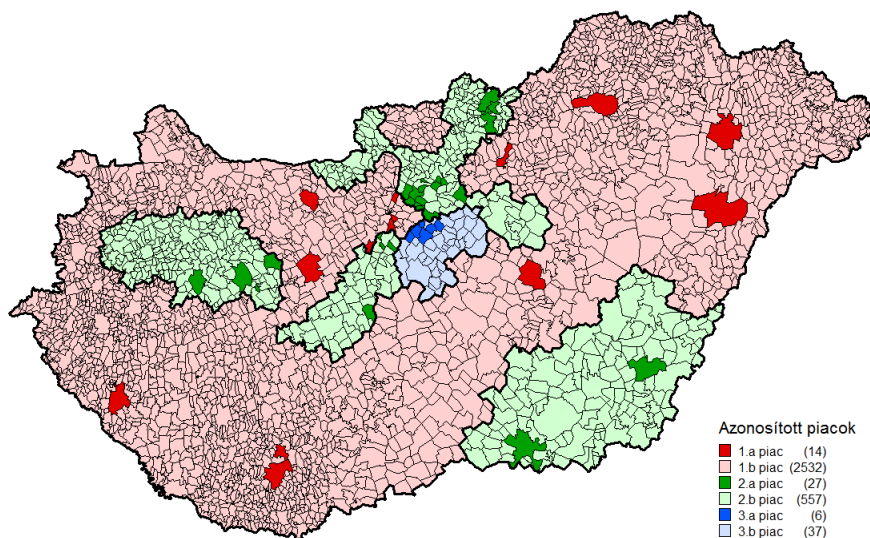 Azonosított piacok
1.a piac (14)
1.b piac (2532)
2.a piac (27)
2.b piac (557)
3.a piac (6)
3.b piac (37)